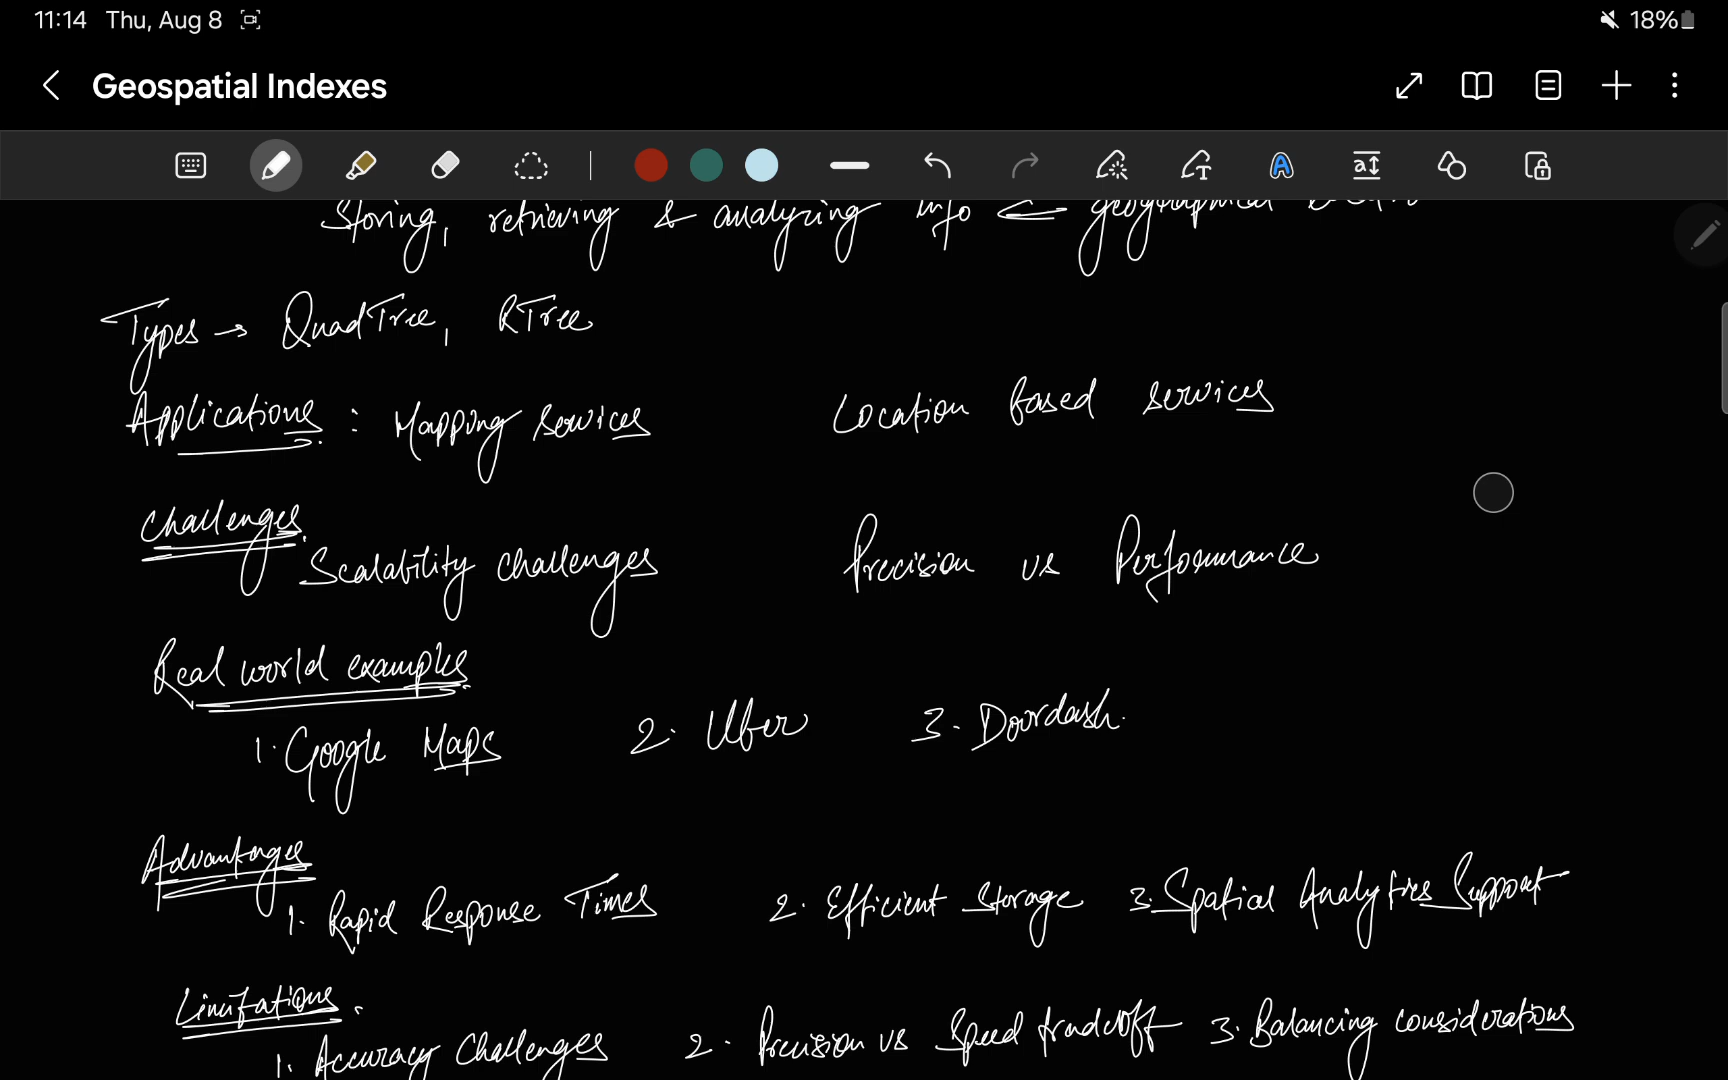 11:14 Thu, Aug 8 18%
Geospatial Indexes
Storing, retrieving & analyzing info geographical
Types → QuadTree, RTree
Applications : Mapping Services Location based services
Challenges
Scalability challenges Precision vs Performance
Real world examples
1. Google Maps 2. Uber 3. Doordash.
Advantages
1. Rapid Response Times 2. Efficient Storage 3. Spatial Analytics Support
Limitations.
1. Accuracy Challenges 2. Precision vs Speed tradeoff 3. Balancing considerations